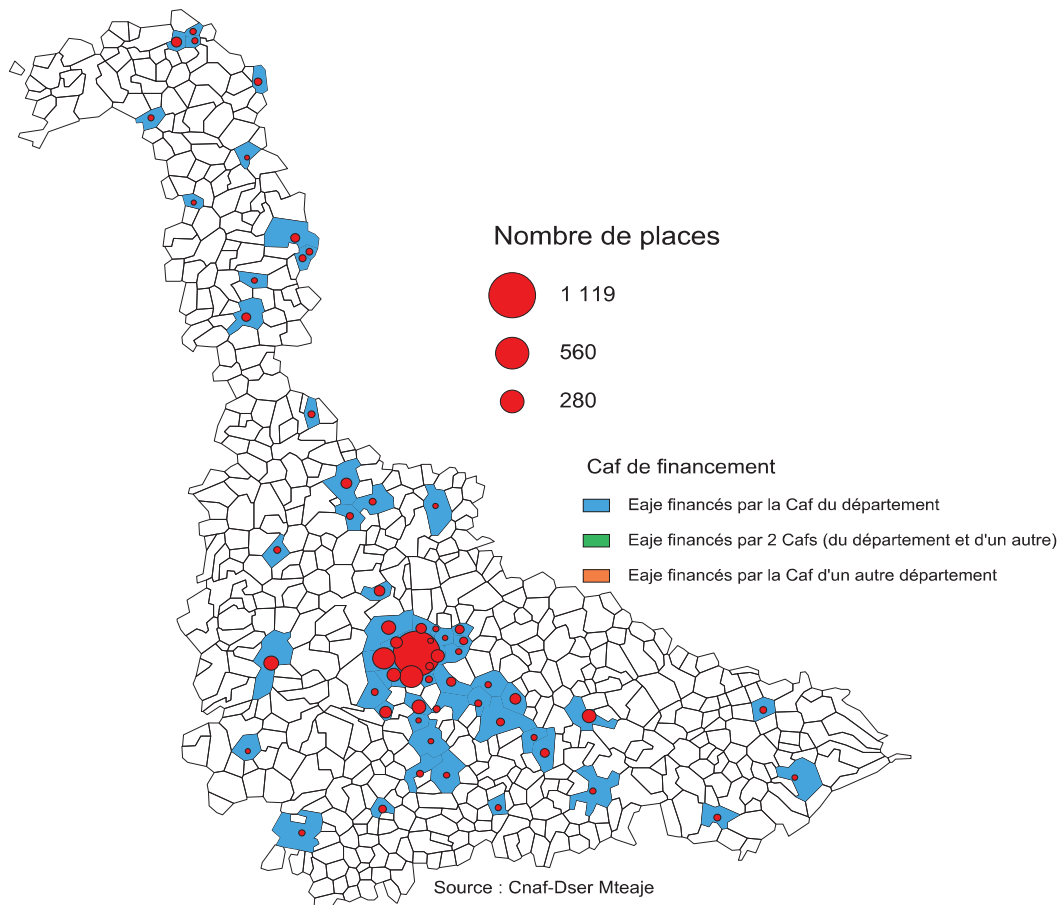 Nombre de places
1 119
560
280
Caf de financement
Eaje financés par la Caf du département
Eaje financés par 2 Cafs (du département et d'un autre)
Eaje financés par la Caf d'un autre département
Source : Cnaf-Dser Mteaje